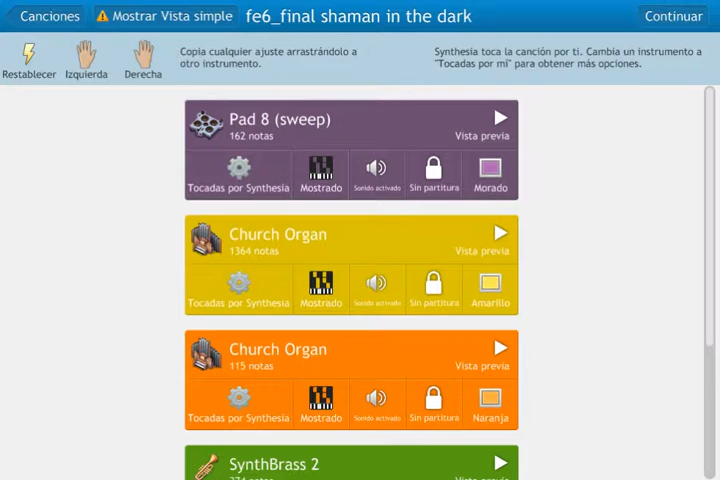 Canciones
Mostrar Vista simple
fe6_final shaman in the dark
Continuar
Restablecer
Izquierda
Derecha
Copia cualquier ajuste arrastrándolo a
otro instrumento.
Synthesia toca la canción por ti. Cambia un instrumento a
"Tocadas por mí" para obtener más opciones.
Pad 8 (sweep)
162 notas
Vista previa
Tocadas por Synthesia
Mostrado
Sonido activado
Sin partitura
Morado
Church Organ
1364 notas
Vista previa
Tocadas por Synthesia
Mostrado
Sonido activado
Sin partitura
Amarillo
Church Organ
115 notas
Vista previa
Tocadas por Synthesia
Mostrado
Sonido activado
Sin partitura
Naranja
SynthBrass 2